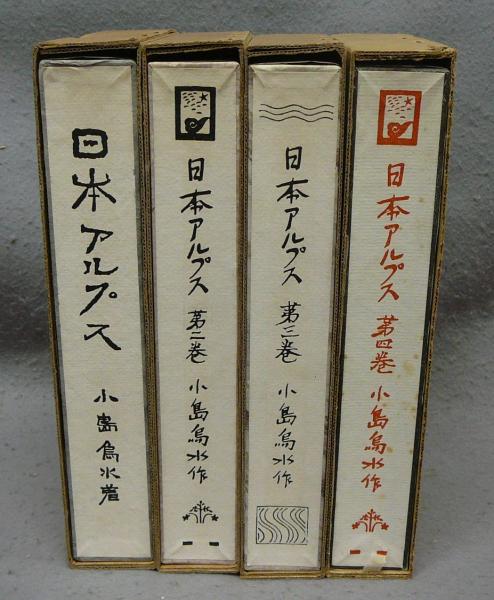 日本アルプス 小島烏水著
日本アルプス 第二巻 小島烏水作
日本アルプス 第三巻 小島烏水作
日本アルプス 第四巻 小島烏水作